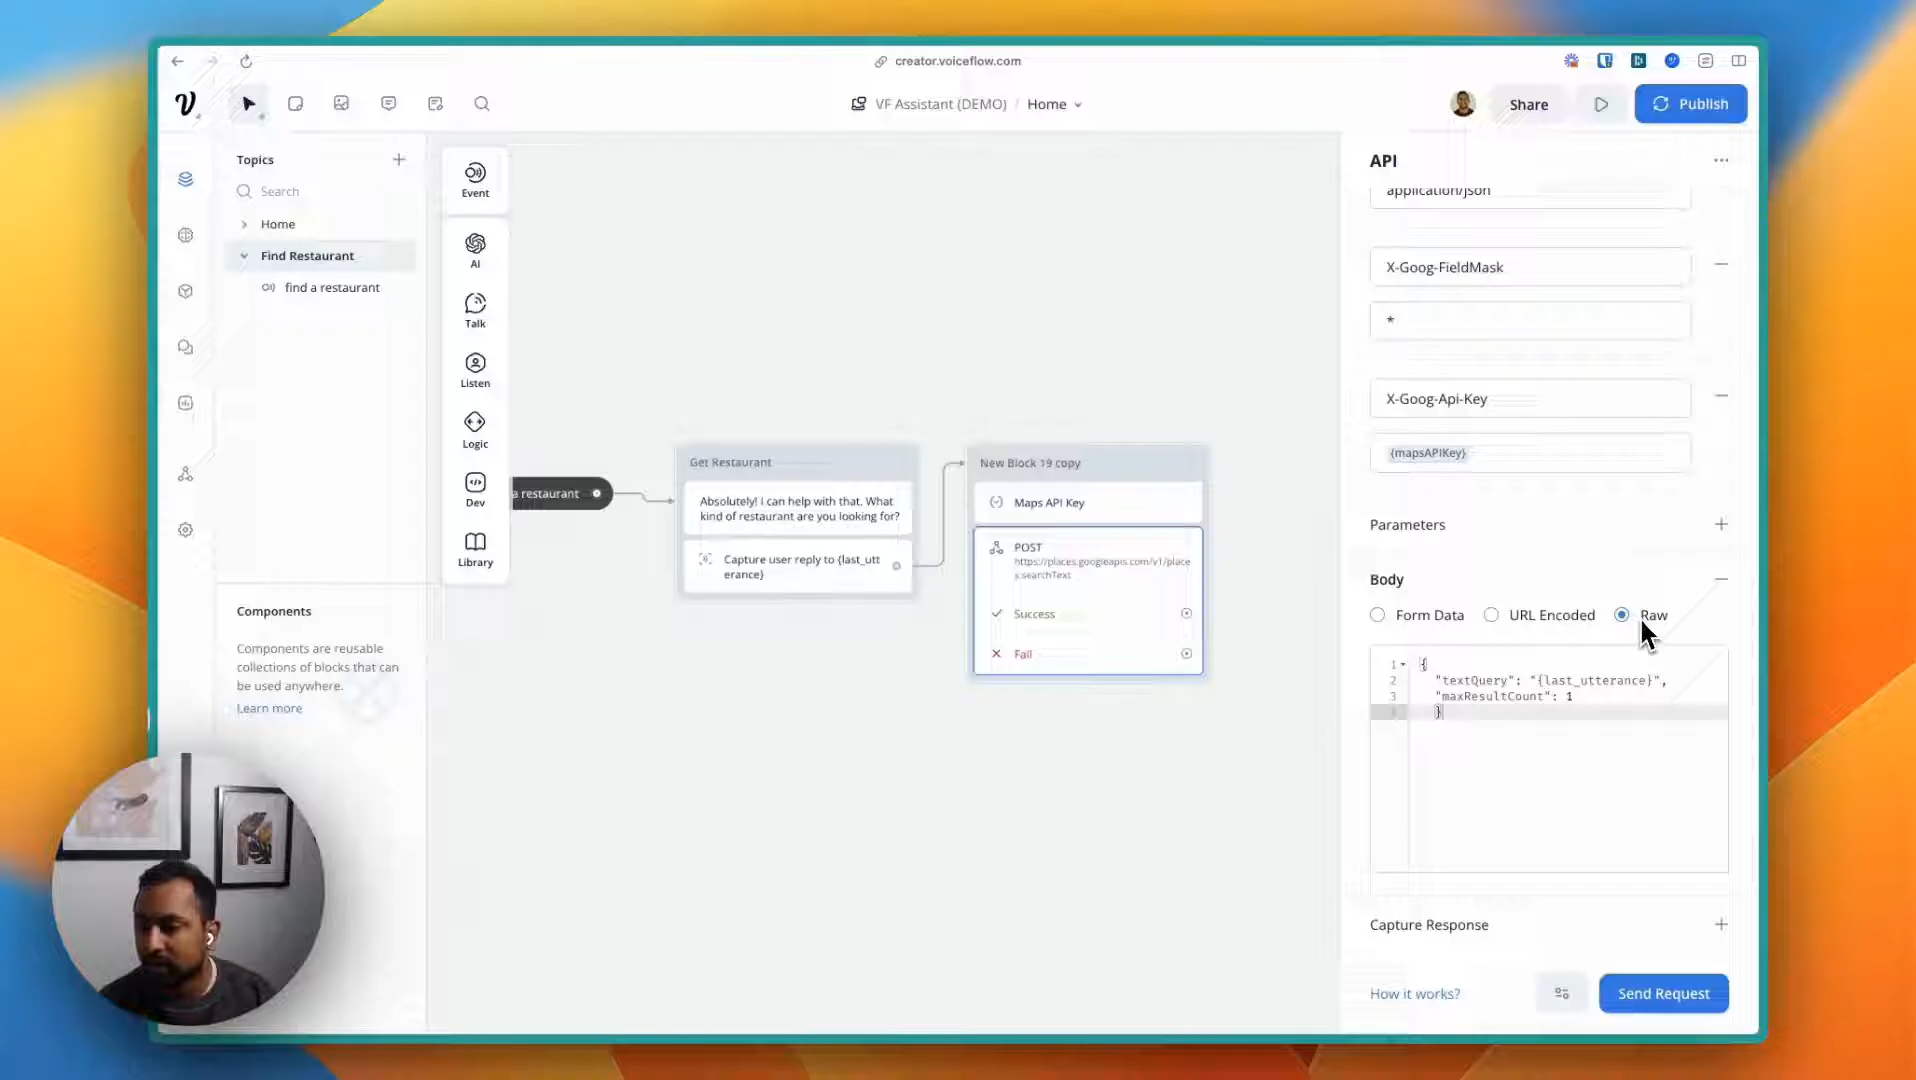 creator.voiceflow.com
VF Assistant (DEMO) / Home
Share
Publish
Topics
Search
Home
Find Restaurant
find a restaurant
Components
Components are reusable
collections of blocks that can
be used anywhere.
Learn more
Event
AI
Talk
Listen
Logic
Dev
Library
a restaurant
Get Restaurant
Absolutely! I can help with that. What
kind of restaurant are you looking for?
Capture user reply to {last_utt
erance}
New Block 19 copy
Maps API Key
POST
https://places.googleapis.com/v1/place
s:searchText
Success
Fail
API
application/json
X-Goog-FieldMask
*
X-Goog-Api-Key
{mapsAPIKey}
Parameters
Body
Form Data
URL Encoded
Raw
1 {
2 "textQuery": "{last_utterance}",
3 "maxResultCount": 1
}
Capture Response
How it works?
Send Request